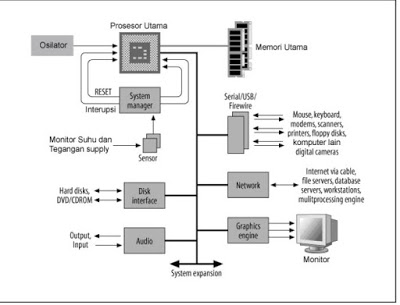 Prosesor Utama
Osilator
Memori Utama
RESET
System
manager
Interupsi
Serial/USB/
Firewire
Mouse, keyboard,
modems, scanners,
printers, floppy disks,
komputer lain
digital cameras
Monitor Suhu dan
Tegangan supply
Sensor
Hard disks,
DVD/CDROM
Disk
interface
Network
Internet via cable,
file servers, database
servers, workstations,
mulitprocessing engine
Output,
Input
Audio
Graphics
engine
Monitor
System expansion